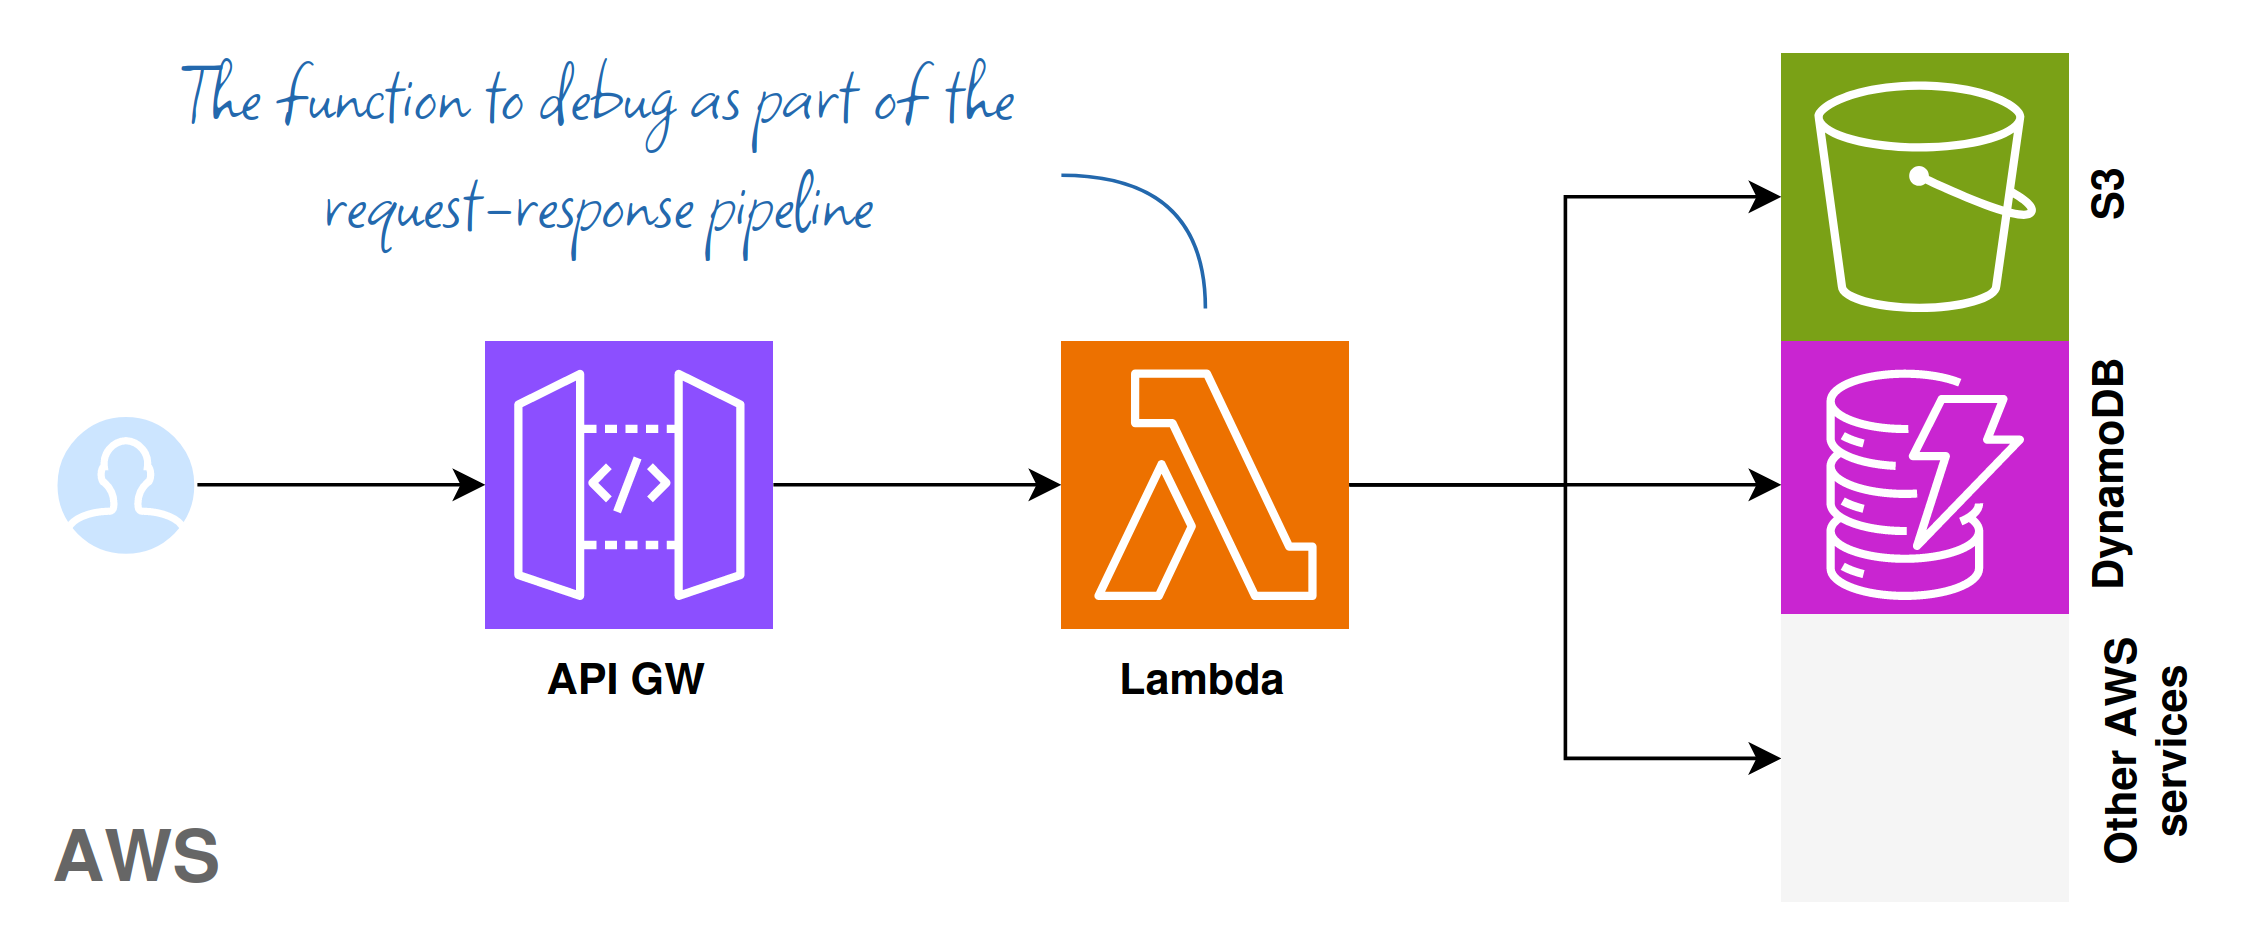 The function to debug as part of the
request-response pipeline
S3
DynamoDB
</>
API GW
Lambda
Other AWS
services
AWS